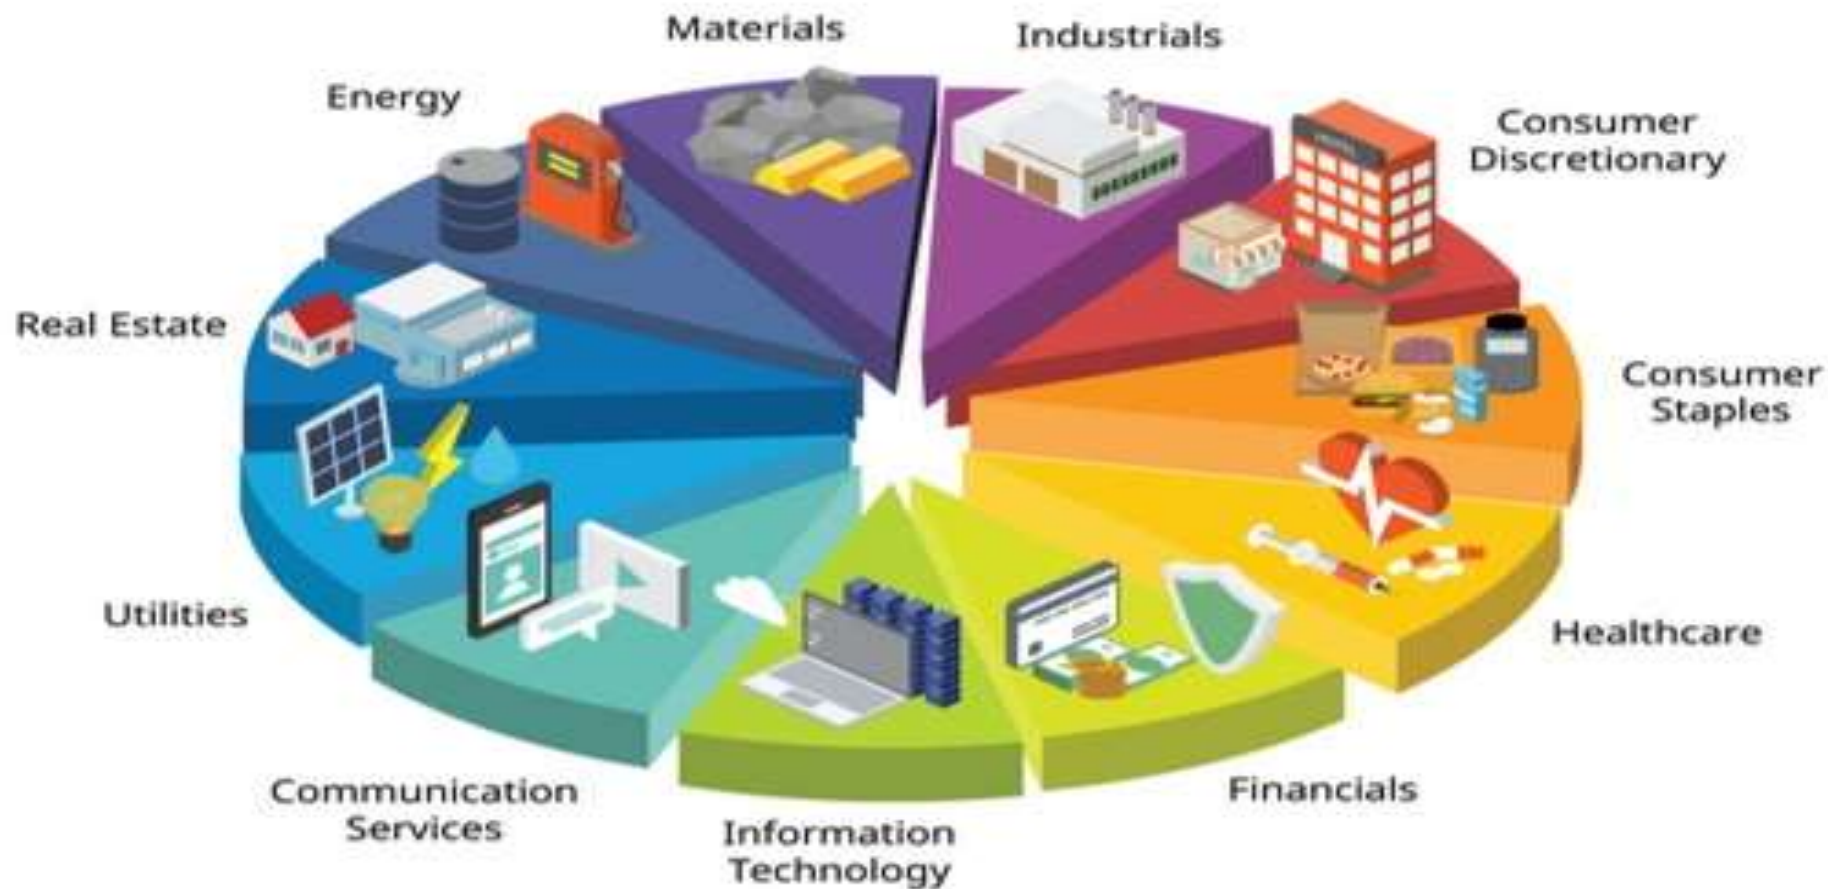 Materials
Industrials
Energy
Consumer
Discretionary
Real Estate
Consumer
Staples
Utilities
Healthcare
Communication
Services
Financials
Information
Technology